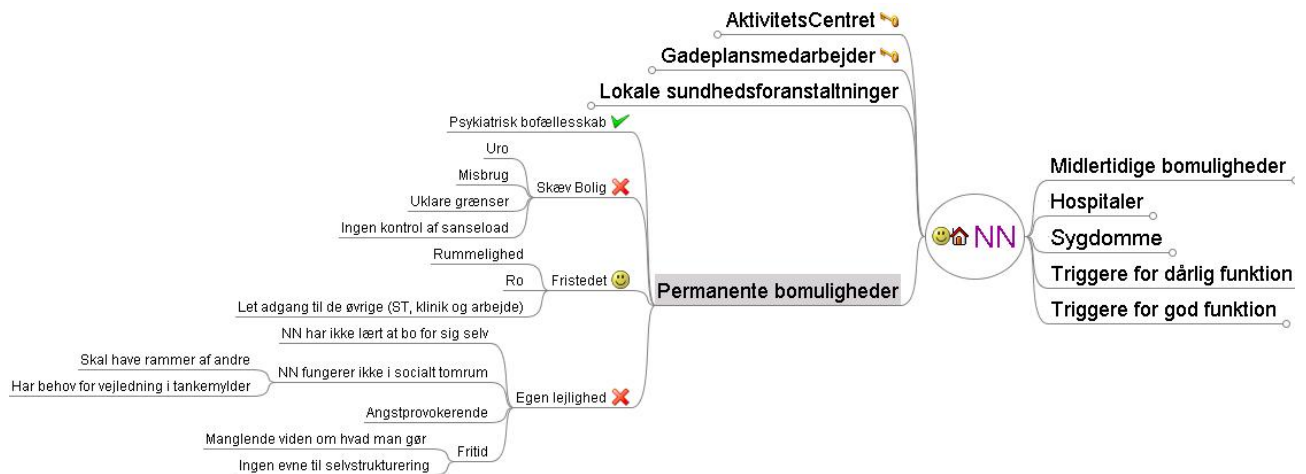 AktivitetsCentret
Gadeplansmedarbejder
Lokale sundhedsforanstaltninger
Psykiatrisk bofællesskab
Uro
Misbrug
Uklare grænser
Ingen kontrol af sanseload
Skæv Bolig
Rummelighed
Ro
Let adgang til de øvrige (ST, klinik og arbejde)
Fristedet
Permanente bomuligheder
NN har ikke lært at bo for sig selv
Skal have rammer af andre
Har behov for vejledning i tankemylder
NN fungerer ikke i socialt tomrum
Angstprovokerende
Manglende viden om hvad man gør
Ingen evne til selvstrukturering
Fritid
Egen lejlighed
NN
Midlertidige bomuligheder
Hospitaler
Sygdomme
Triggere for dårlig funktion
Triggere for god funktion